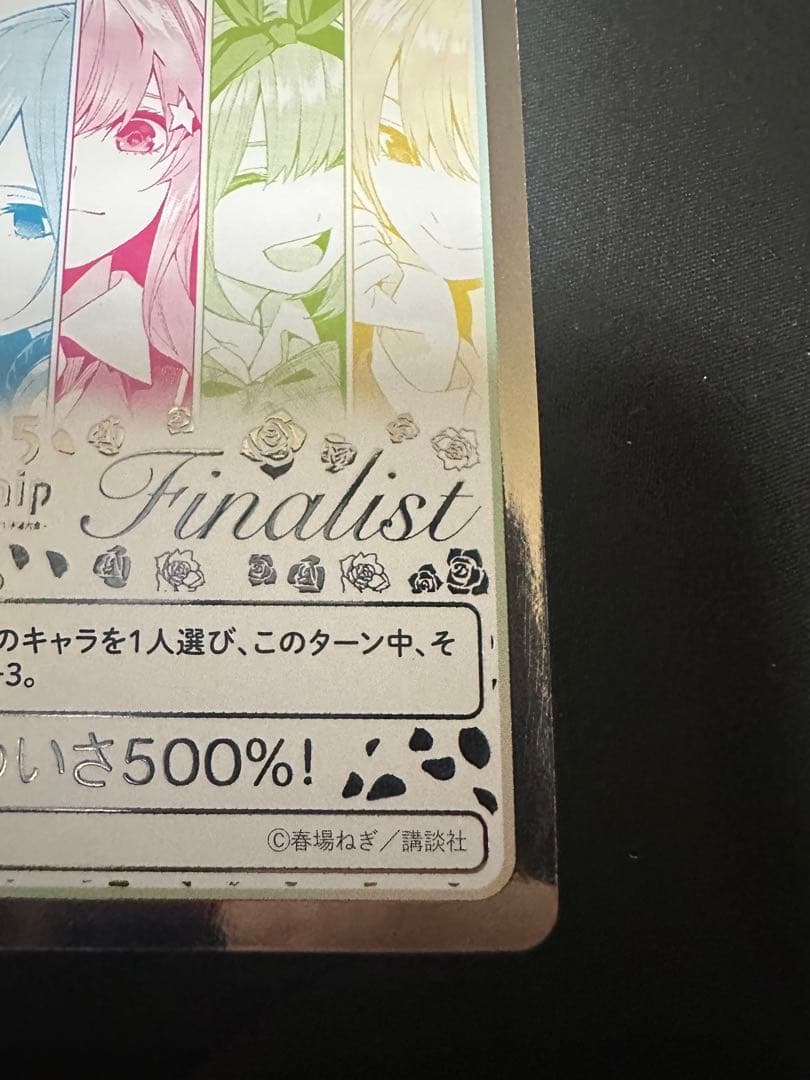 5
hip
Finalist
のキャラを1人選び、このターン中、そ
3。
いさ500%!
©春場ねぎ／講談社